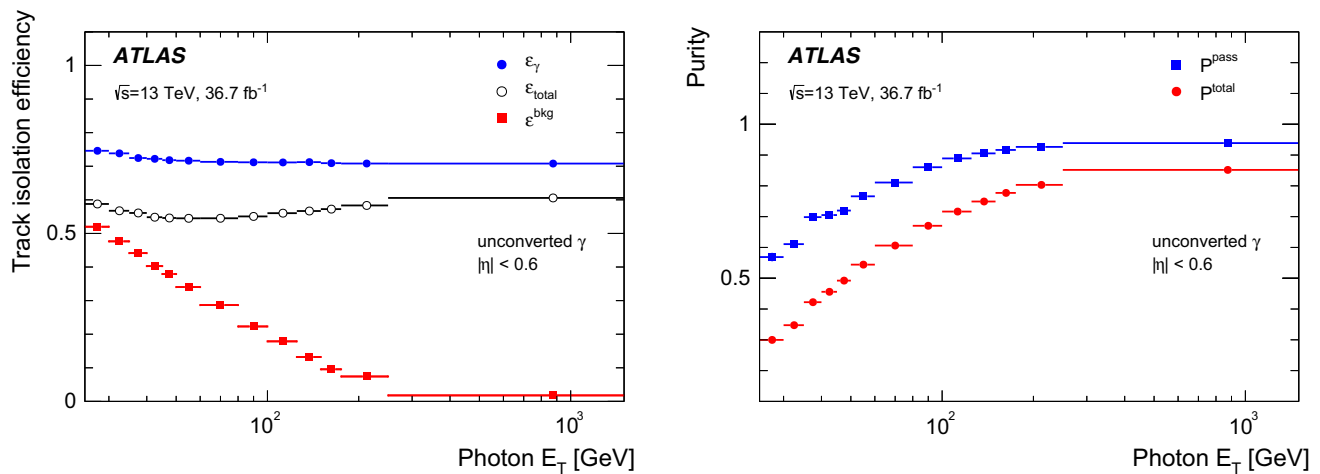 Track isolation efficiency
1
0.5
0
ATLAS
√s=13 TeV, 36.7 fb⁻¹
ε_γ
ε_total
ε^bkg
unconverted γ
|η| < 0.6
10²
10³
Photon E_T [GeV]
Purity
1
0.5
ATLAS
√s=13 TeV, 36.7 fb⁻¹
P^pass
P^total
unconverted γ
|η| < 0.6
10²
10³
Photon E_T [GeV]